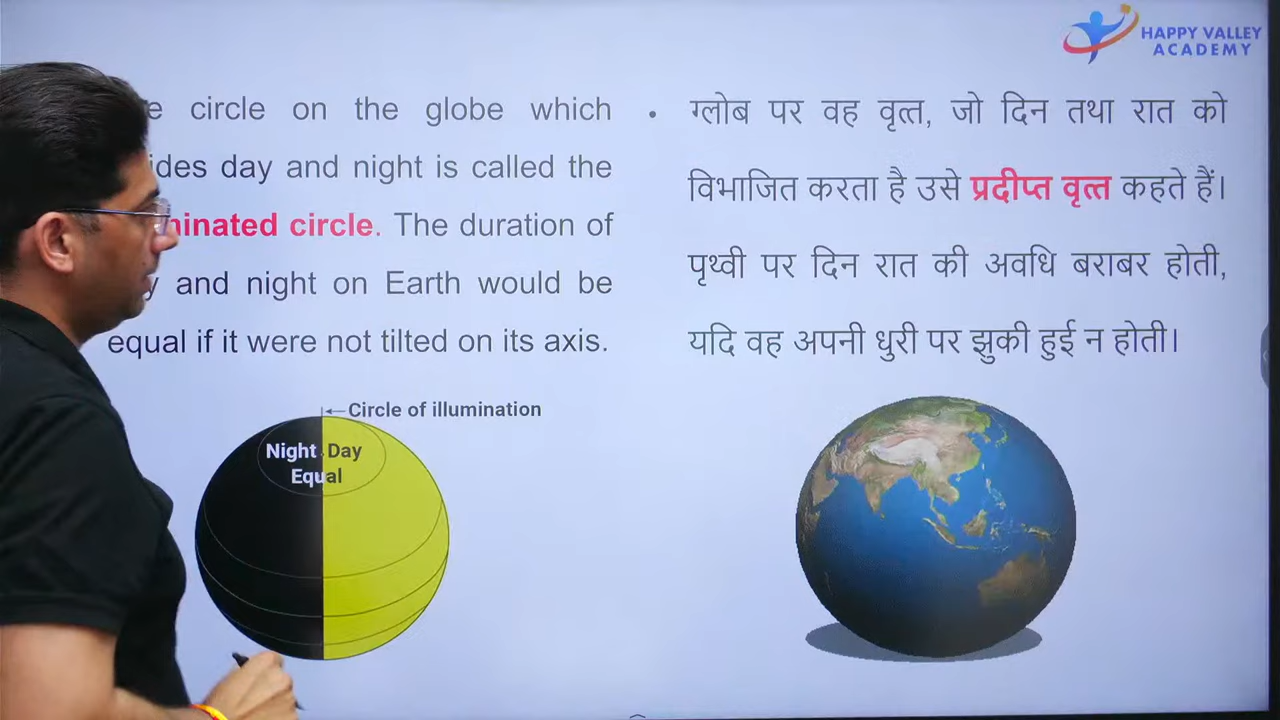 HAPPY VALLEY
ACADEMY
circle on the globe which
day and night is called the
circle. The duration of
and night on Earth would be
equal if it were not tilted on its axis.
• ग्लोब पर वह वृत्त, जो दिन तथा रात को
विभाजित करता है उसे प्रदीप्त वृत्त कहते हैं।
पृथ्वी पर दिन रात की अवधि बराबर होती,
यदि वह अपनी धुरी पर झुकी हुई न होती।
Circle of illumination
Night Day
Equal